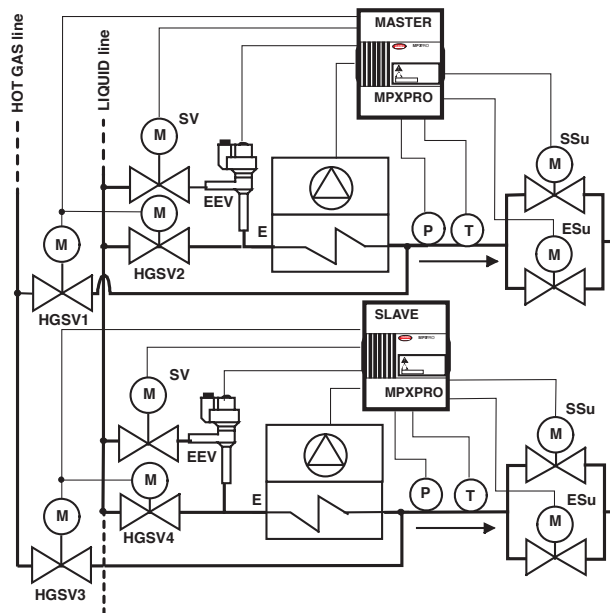 HOT GAS line
LIQUID line
MASTER
MPXPRO
SV
M
EEV
M
HGSV2
M
HGSV1
E
P
T
SSu
M
ESu
M
SLAVE
MPXPRO
SV
M
EEV
M
HGSV4
M
HGSV3
E
P
T
SSu
M
ESu
M